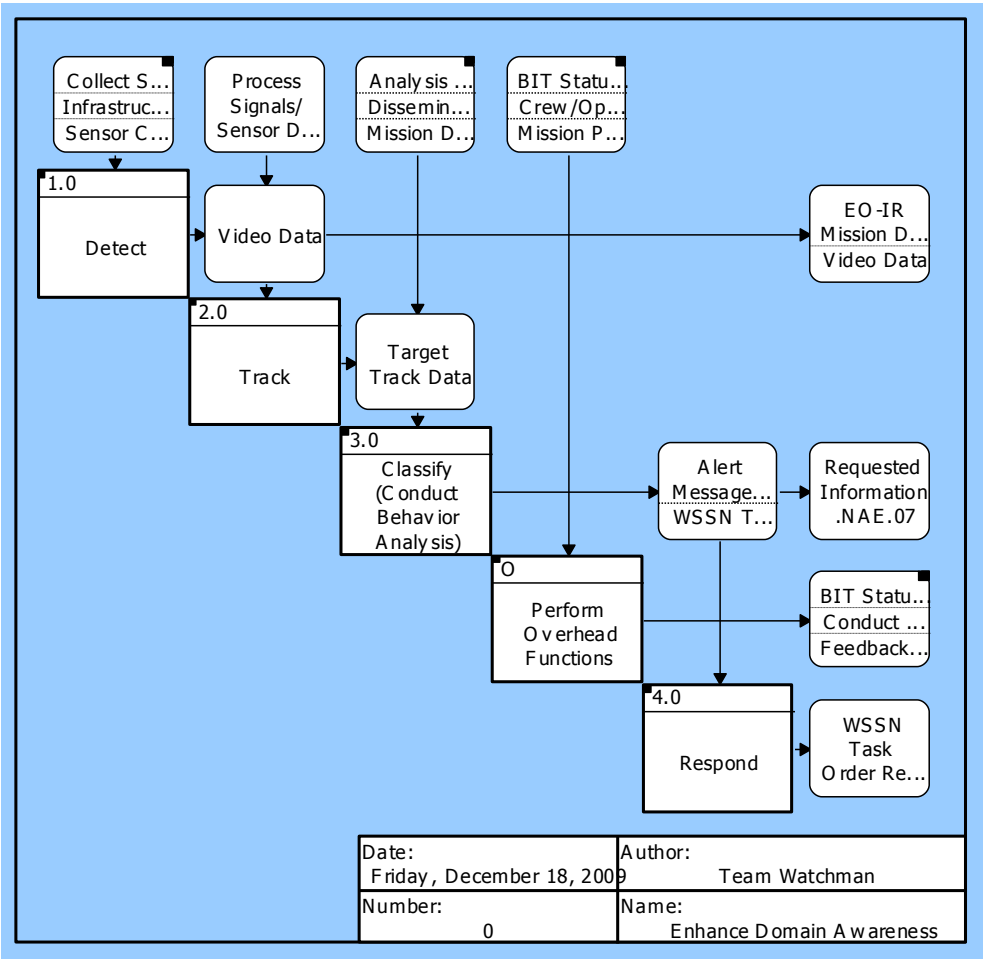 Collect S...
Infrastruc...
Sensor C...
Process
Signals/
Sensor D...
Analysis ...
Dissemin...
Mission D...
BIT Statu...
Crew/Op...
Mission P...
1.0
Detect
Video Data
EO-IR
Mission D...
Video Data
2.0
Track
Target
Track Data
3.0
Classify
(Conduct
Behavior
Analysis)
Alert
Message...
WSSN T...
Requested
Information
.NAE.07
O
Perform
Overhead
Functions
BIT Statu...
Conduct ...
Feedback...
4.0
Respond
WSSN
Task
Order Re...
Date:
Friday, December 18, 2009
Author:
Team Watchman
Number:
0
Name:
Enhance Domain Awareness